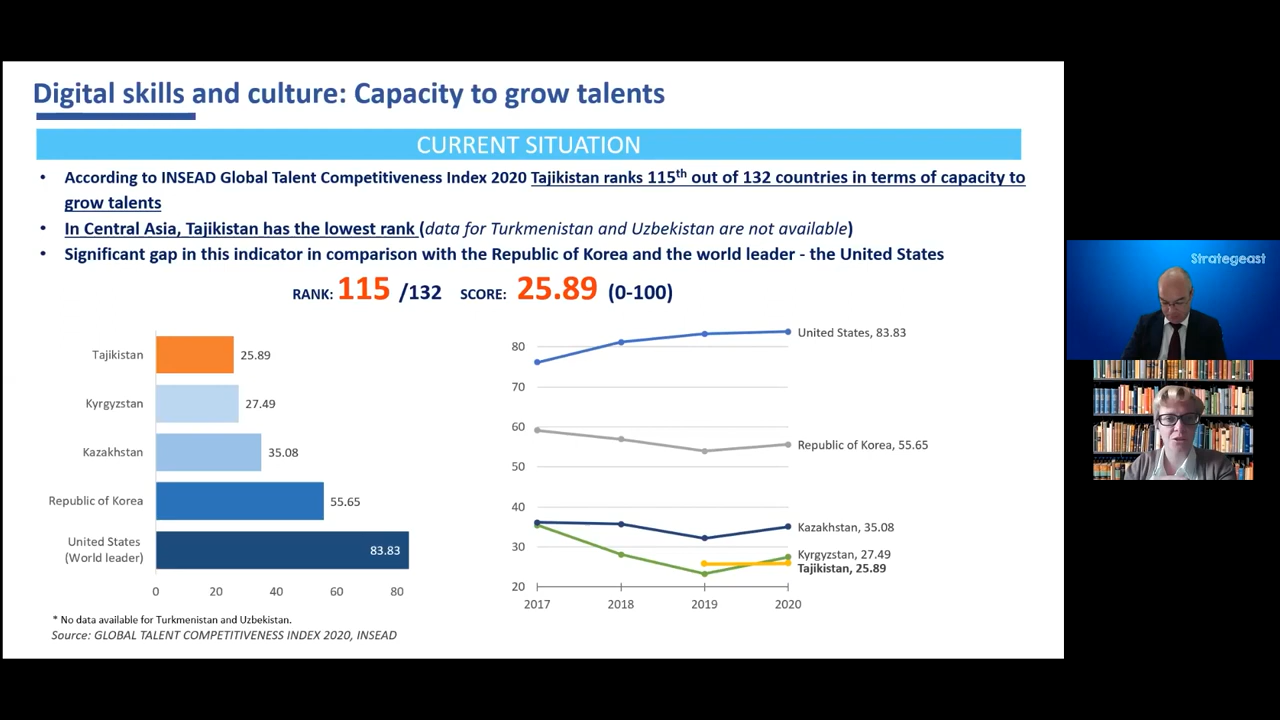 Digital skills and culture: Capacity to grow talents
CURRENT SITUATION
• According to INSEAD Global Talent Competitiveness Index 2020 Tajikistan ranks 115th out of 132 countries in terms of capacity to
grow talents
• In Central Asia, Tajikistan has the lowest rank (data for Turkmenistan and Uzbekistan are not available)
• Significant gap in this indicator in comparison with the Republic of Korea and the world leader - the United States
RANK: 115 /132 SCORE: 25.89 (0-100)
Tajikistan 25.89
Kyrgyzstan 27.49
Kazakhstan 35.08
Republic of Korea 55.65
United States
(World leader) 83.83
0 20 40 60 80
80
70
60
50
40
30
20
2017 2018 2019 2020
United States, 83.83
Republic of Korea, 55.65
Kazakhstan, 35.08
Kyrgyzstan, 27.49
Tajikistan, 25.89
* No data available for Turkmenistan and Uzbekistan.
Source: GLOBAL TALENT COMPETITIVENESS INDEX 2020, INSEAD
Strategeast